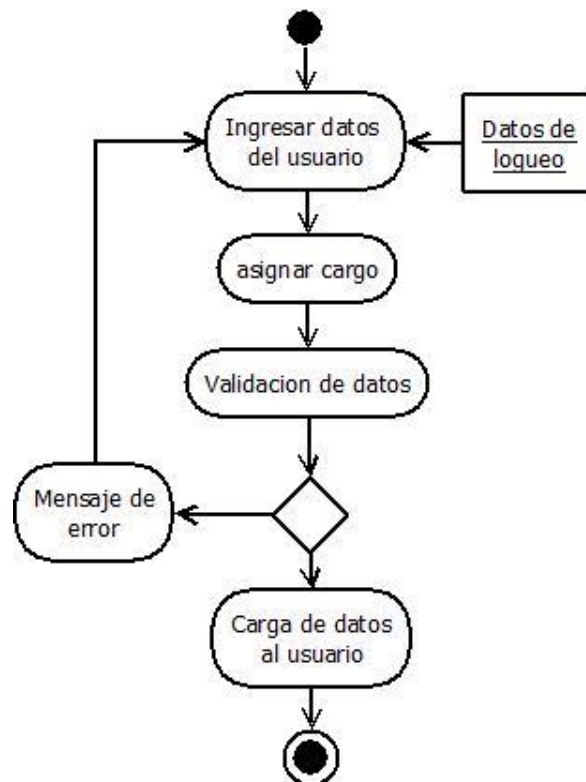 Ingresar datos
del usuario
Datos de
logueo
asignar cargo
Validacion de datos
Mensaje de
error
Carga de datos
al usuario